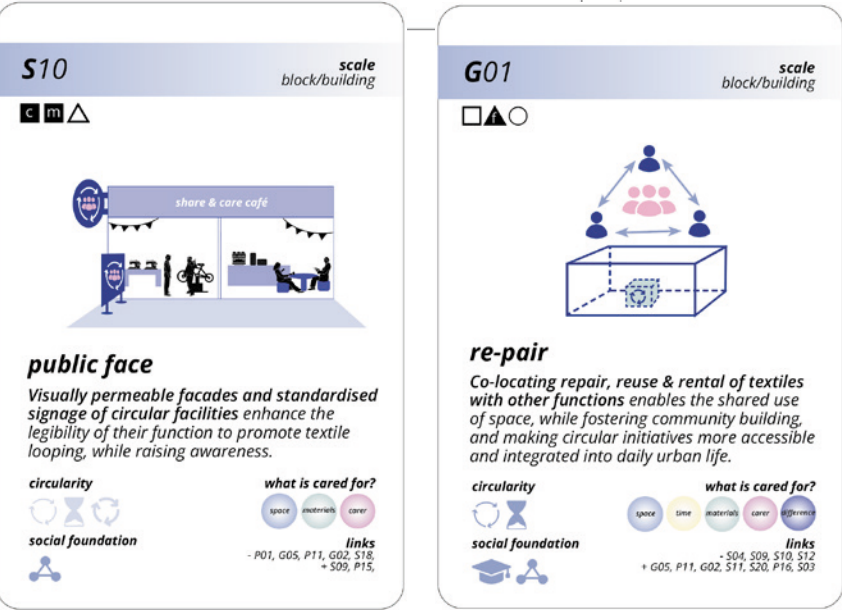 S10
scale
block/building
c m
share & care café
public face
Visually permeable facades and standardised
signage of circular facilities enhance the
legibility of their function to promote textile
looping, while raising awareness.
circularity
what is cared for?
space materials carer
social foundation
links
- P01, G05, P11, G02, S18,
+ S09, P15,
G01
scale
block/building
f
re-pair
Co-locating repair, reuse & rental of textiles
with other functions enables the shared use
of space, while fostering community building,
and making circular initiatives more accessible
and integrated into daily urban life.
circularity
what is cared for?
space time materials carer difference
social foundation
links
- S04, S09, S10, S12
+ G05, P11, G02, S11, S20, P16, S03